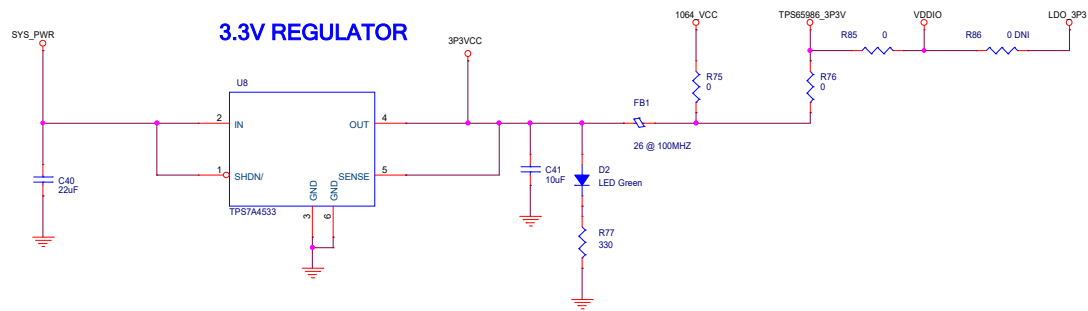 3.3V REGULATOR
SYS_PWR
3P3VCC
1064_VCC
TPS65986_3P3V
VDDIO
LDO_3P3
R85 0
R86 0 DNI
R75
0
R76
0
U8
2 IN
OUT 4
FB1
26 @ 100MHZ
1 SHDN/
SENSE 5
C40
22uF
C41
10uF
D2
LED Green
GND
GND
TPS7A4533
3
6
R77
330